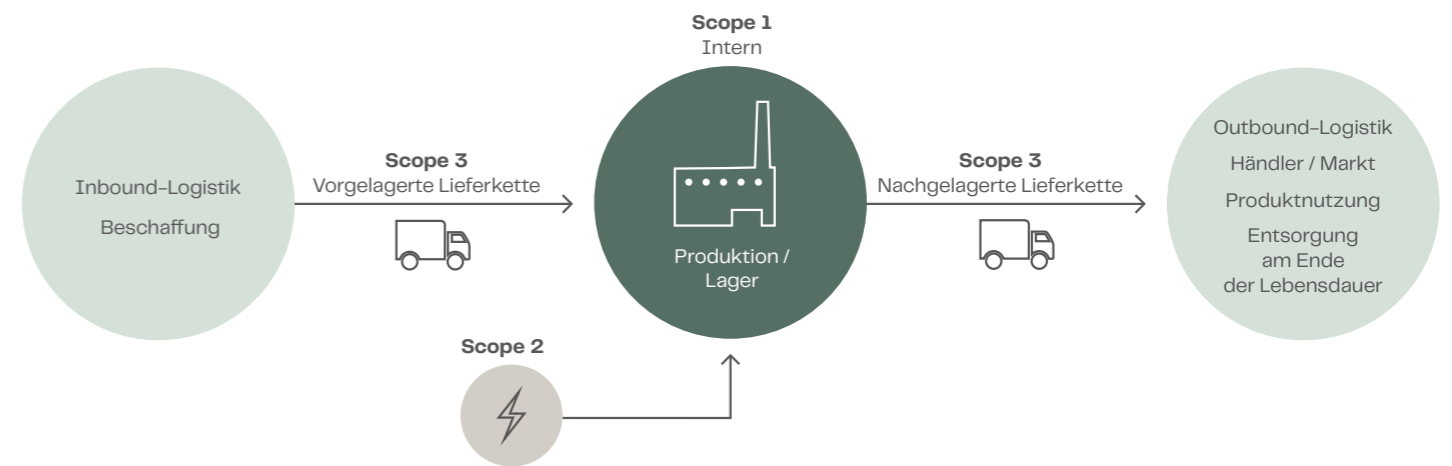 Scope 1
Intern
Inbound-Logistik
Beschaffung
Scope 3
Vorgelagerte Lieferkette
Produktion /
Lager
Scope 3
Nachgelagerte Lieferkette
Outbound-Logistik
Händler / Markt
Produktnutzung
Entsorgung
am Ende
der Lebensdauer
Scope 2